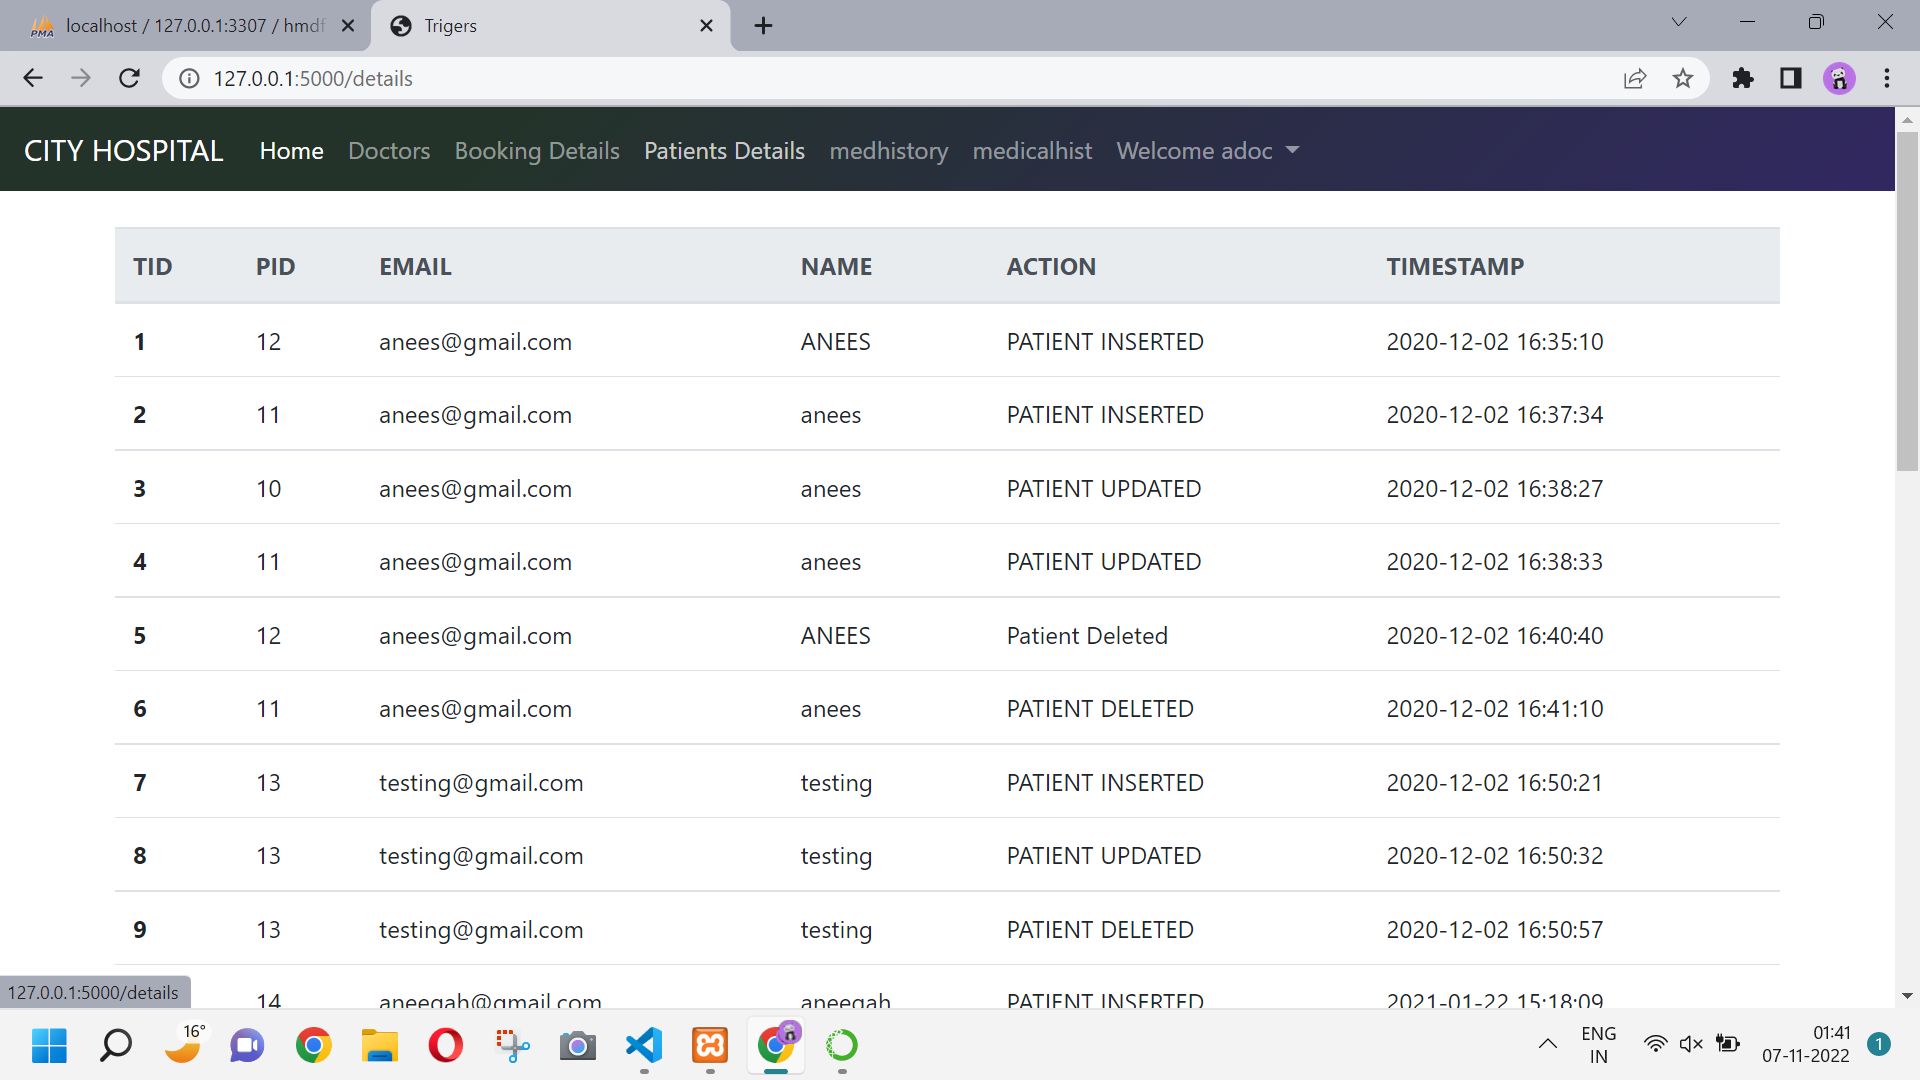 localhost / 127.0.0.1:3307 / hmdf
Trigers
127.0.0.1:5000/details
CITY HOSPITAL Home Doctors Booking Details Patients Details medhistory medicalhist Welcome adoc
TID PID EMAIL NAME ACTION TIMESTAMP
1 12 anees@gmail.com ANEES PATIENT INSERTED 2020-12-02 16:35:10
2 11 anees@gmail.com anees PATIENT INSERTED 2020-12-02 16:37:34
3 10 anees@gmail.com anees PATIENT UPDATED 2020-12-02 16:38:27
4 11 anees@gmail.com anees PATIENT UPDATED 2020-12-02 16:38:33
5 12 anees@gmail.com ANEES Patient Deleted 2020-12-02 16:40:40
6 11 anees@gmail.com anees PATIENT DELETED 2020-12-02 16:41:10
7 13 testing@gmail.com testing PATIENT INSERTED 2020-12-02 16:50:21
8 13 testing@gmail.com testing PATIENT UPDATED 2020-12-02 16:50:32
9 13 testing@gmail.com testing PATIENT DELETED 2020-12-02 16:50:57
14 aneeqah@gmail.com aneeqah PATIENT INSERTED 2021-01-22 15:18:09
127.0.0.1:5000/details
16°
ENG
IN
01:41
07-11-2022
1